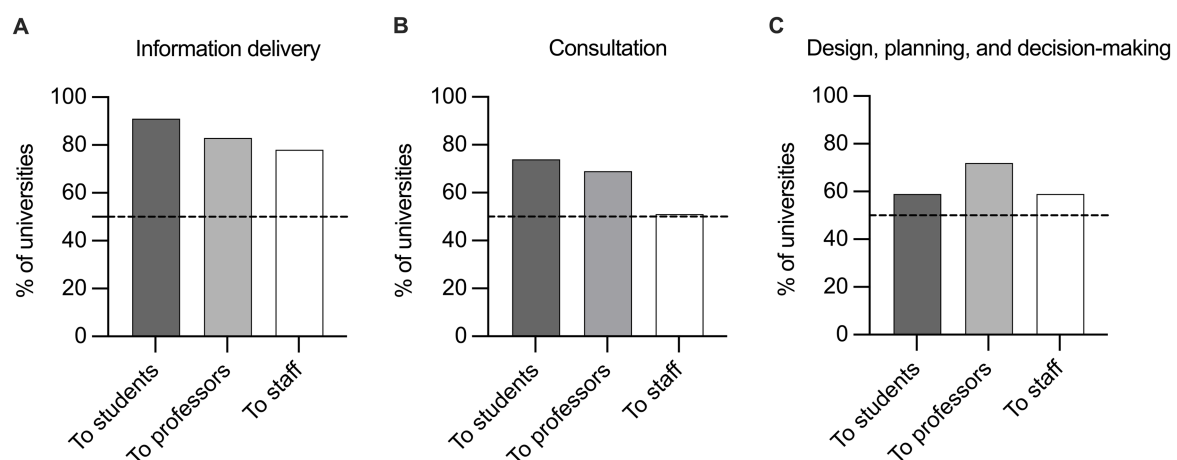 A
Information delivery
% of universities
100
80
60
40
20
0
To students
To professors
To staff
B
Consultation
% of universities
100
80
60
40
20
0
To students
To professors
To staff
C
Design, planning, and decision-making
% of universities
100
80
60
40
20
0
To students
To professors
To staff